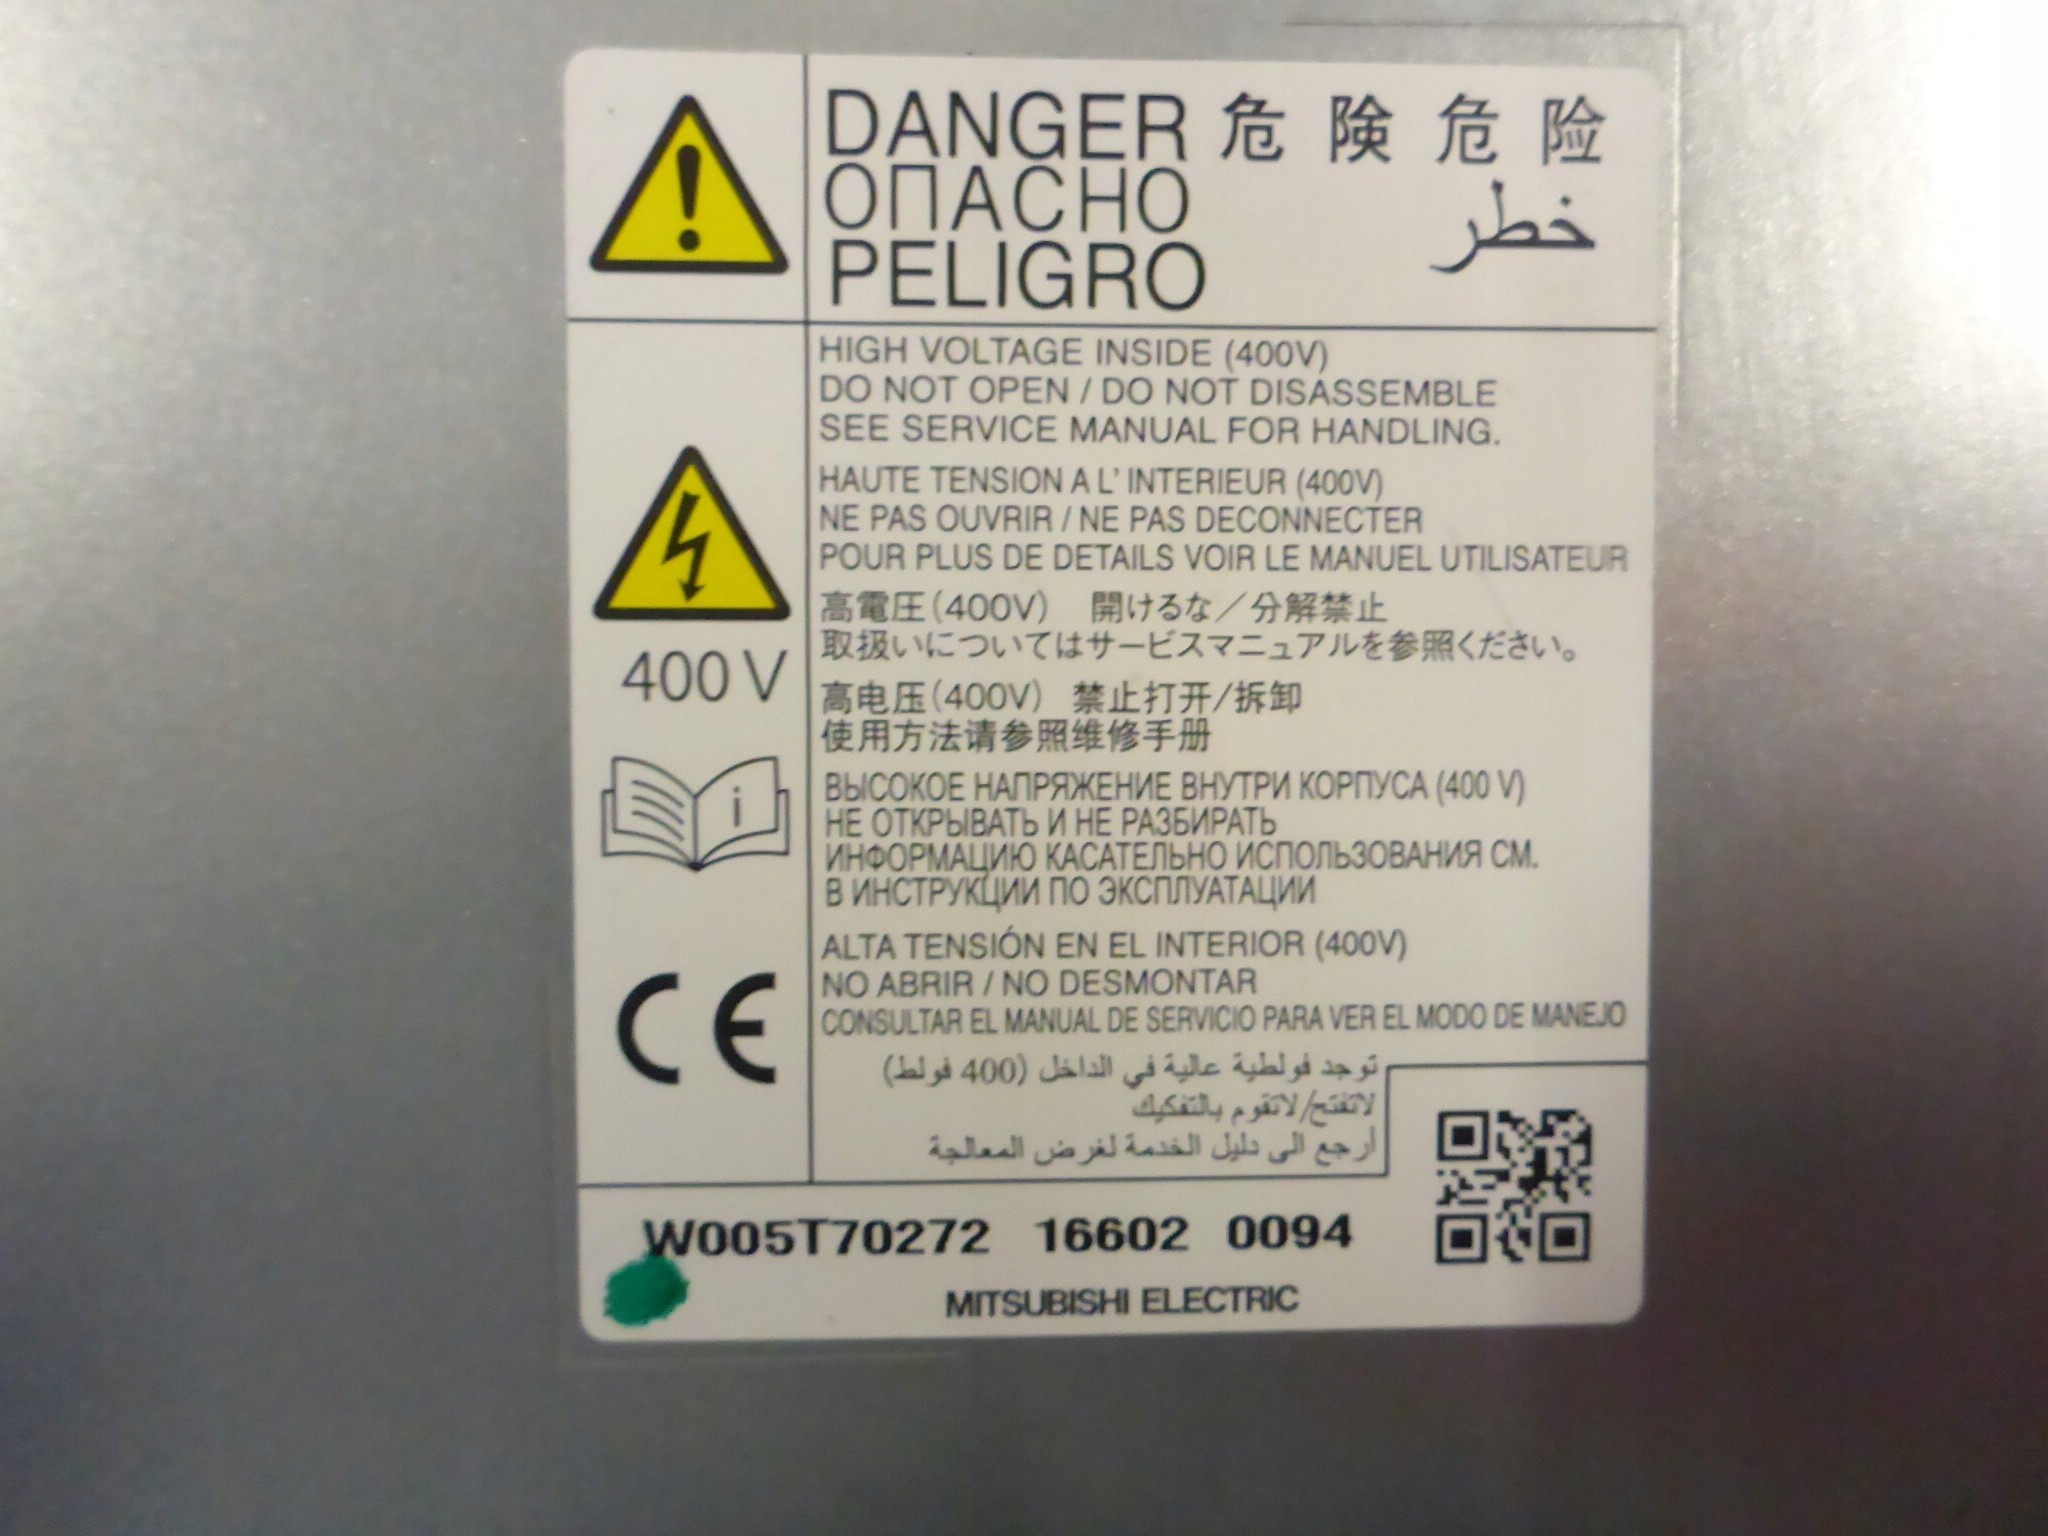 DANGER 危 険 危 险
ОПАСНО خطر
PELIGRO
HIGH VOLTAGE INSIDE (400V)
DO NOT OPEN / DO NOT DISASSEMBLE
SEE SERVICE MANUAL FOR HANDLING.
HAUTE TENSION A L' INTERIEUR (400V)
NE PAS OUVRIR / NE PAS DECONNECTER
POUR PLUS DE DETAILS VOIR LE MANUEL UTILISATEUR
400 V
高電圧(400V) 開けるな／分解禁止
取扱いについてはサービスマニュアルを参照ください。
高电压(400V) 禁止打开/拆卸
使用方法请参照维修手册
i
ВЫСОКОЕ НАПРЯЖЕНИЕ ВНУТРИ КОРПУСА (400 V)
НЕ ОТКРЫВАТЬ И НЕ РАЗБИРАТЬ
ИНФОРМАЦИЮ КАСАТЕЛЬНО ИСПОЛЬЗОВАНИЯ СМ.
В ИНСТРУКЦИИ ПО ЭКСПЛУАТАЦИИ
CE
ALTA TENSIÓN EN EL INTERIOR (400V)
NO ABRIR / NO DESMONTAR
CONSULTAR EL MANUAL DE SERVICIO PARA VER EL MODO DE MANEJO
توجد فولطية عالية في الداخل (400 فولط)
لاتفتح/لاتقوم بالتفكيك
أرجع الى دليل الخدمة لغرض المعالجة
W005T70272 16602 0094
MITSUBISHI ELECTRIC